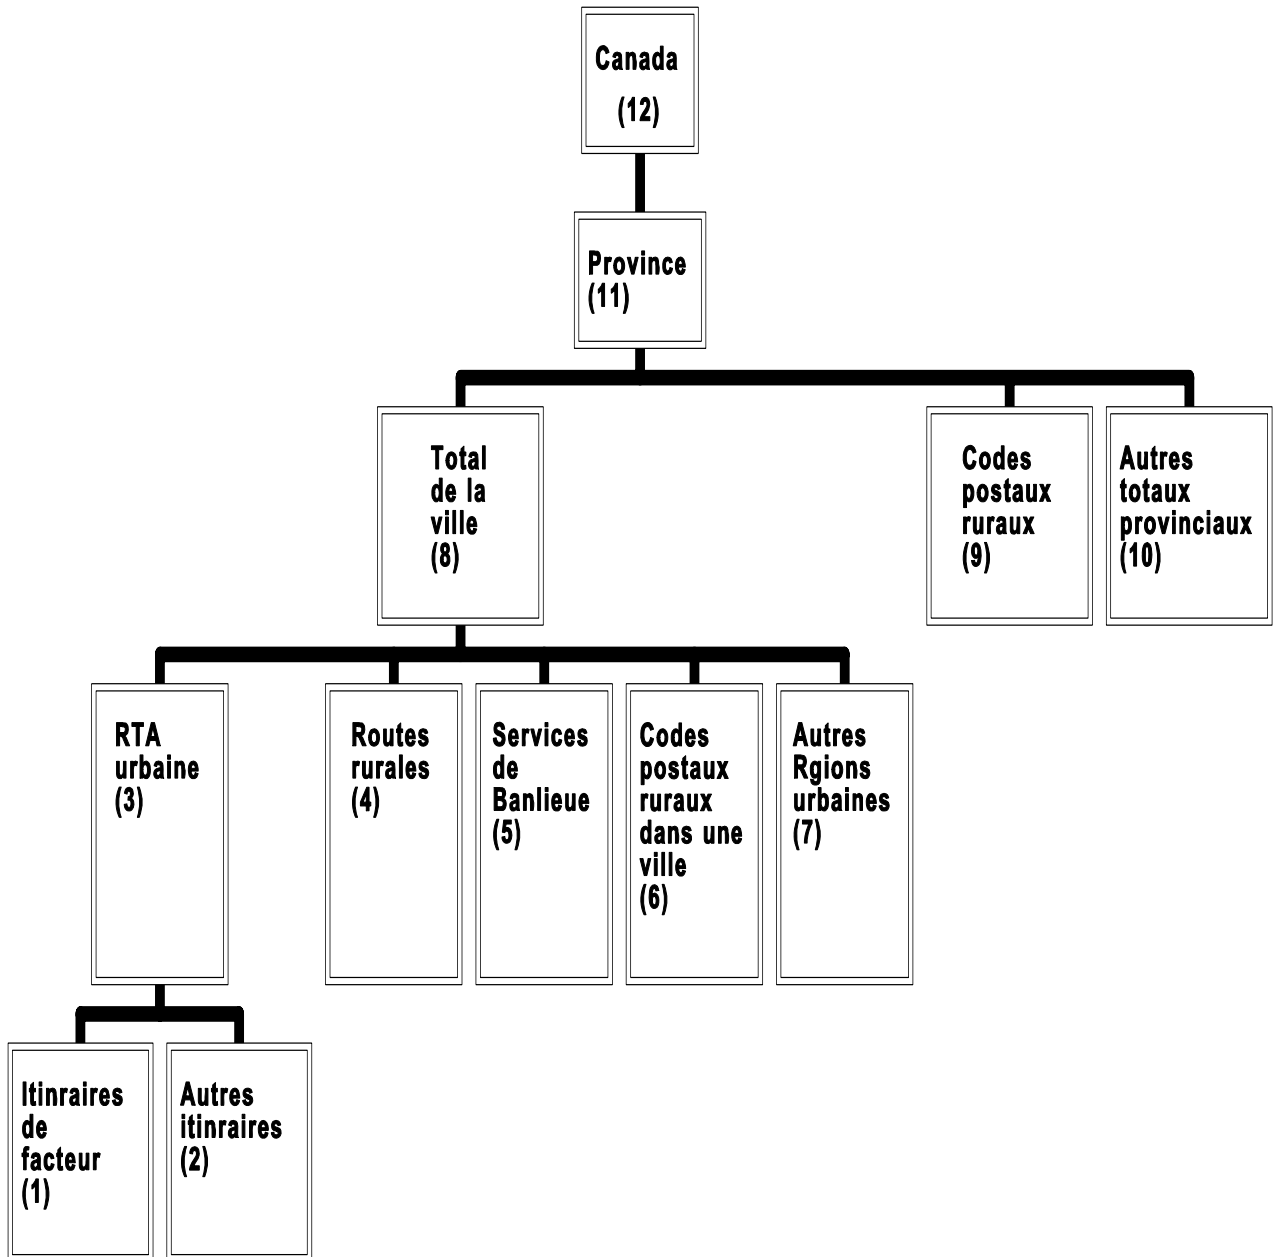 Canada
(12)
Province
(11)
Total
de la
ville
(8)
Codes
postaux
ruraux
(9)
Autres
totaux
provinciaux
(10)
RTA
urbaine
(3)
Routes
rurales
(4)
Services
de
Banlieue
(5)
Codes
postaux
ruraux
dans une
ville
(6)
Autres
Rgions
urbaines
(7)
Itinraires
de
facteur
(1)
Autres
itinraires
(2)